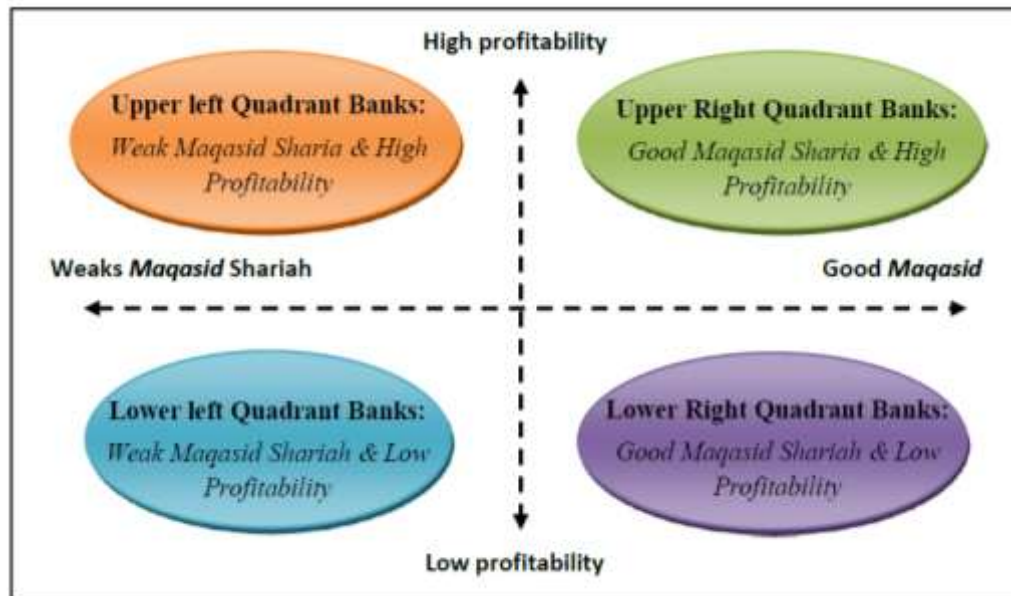 High profitability
Upper left Quadrant Banks:
Weak Maqasid Sharia & High
Profitability
Upper Right Quadrant Banks:
Good Maqasid Sharia & High
Profitability
Weaks Maqasid Shariah
Good Maqasid
Lower left Quadrant Banks:
Weak Maqasid Shariah & Low
Profitability
Lower Right Quadrant Banks:
Good Maqasid Shariah & Low
Profitability
Low profitability